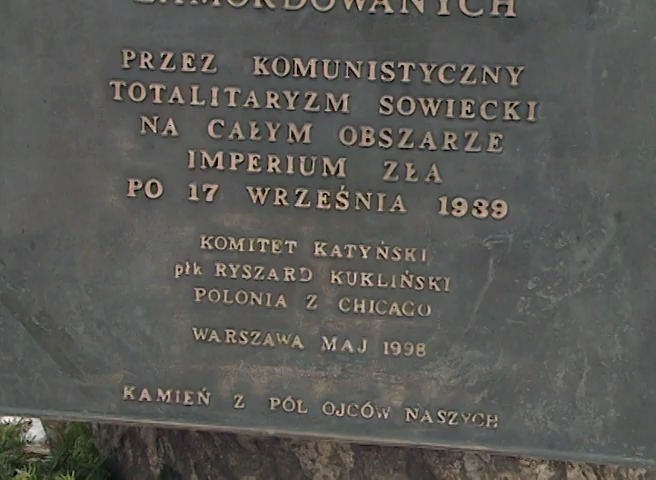 ZAMORDOWANYCH
PRZEZ KOMUNISTYCZNY
TOTALITARYZM SOWIECKI
NA CAŁYM OBSZARZE
IMPERIUM ZŁA
PO 17 WRZEŚNIA 1939
KOMITET KATYŃSKI
płk RYSZARD KUKLIŃSKI
POLONIA Z CHICAGO
WARSZAWA MAJ 1998
KAMIEŃ Z PÓL OJCÓW NASZYCH